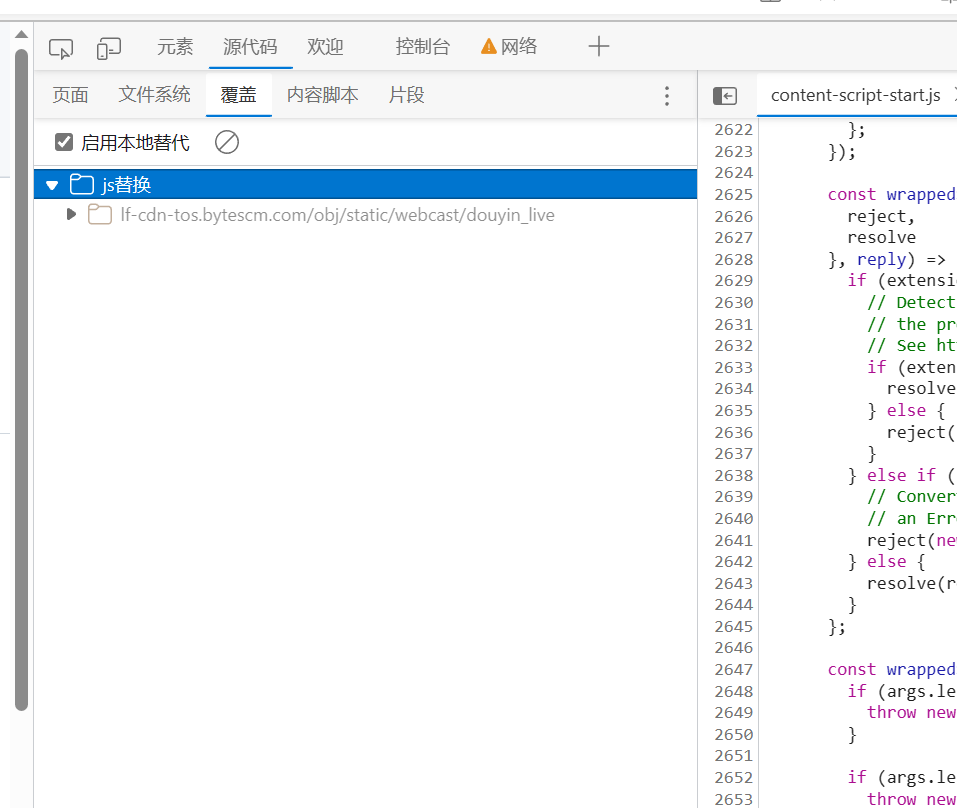 元素 源代码 欢迎 控制台 网络
页面 文件系统 覆盖 内容脚本 片段
content-script-start.js
启用本地替代
js替换
lf-cdn-tos.bytescm.com/obj/static/webcast/douyin_live
2622 };
2623 });
2624
2625 const wrapped
2626 reject,
2627 resolve
2628 }, reply) =>
2629 if (extensi
2630 // Detect
2631 // the pr
2632 // See ht
2633 if (exten
2634 resolve
2635 } else {
2636 reject(
2637 }
2638 } else if (
2639 // Conver
2640 // an Err
2641 reject(ne
2642 } else {
2643 resolve(r
2644 }
2645 };
2646
2647 const wrapped
2648 if (args.le
2649 throw new
2650 }
2651
2652 if (args.le
2653 throw new